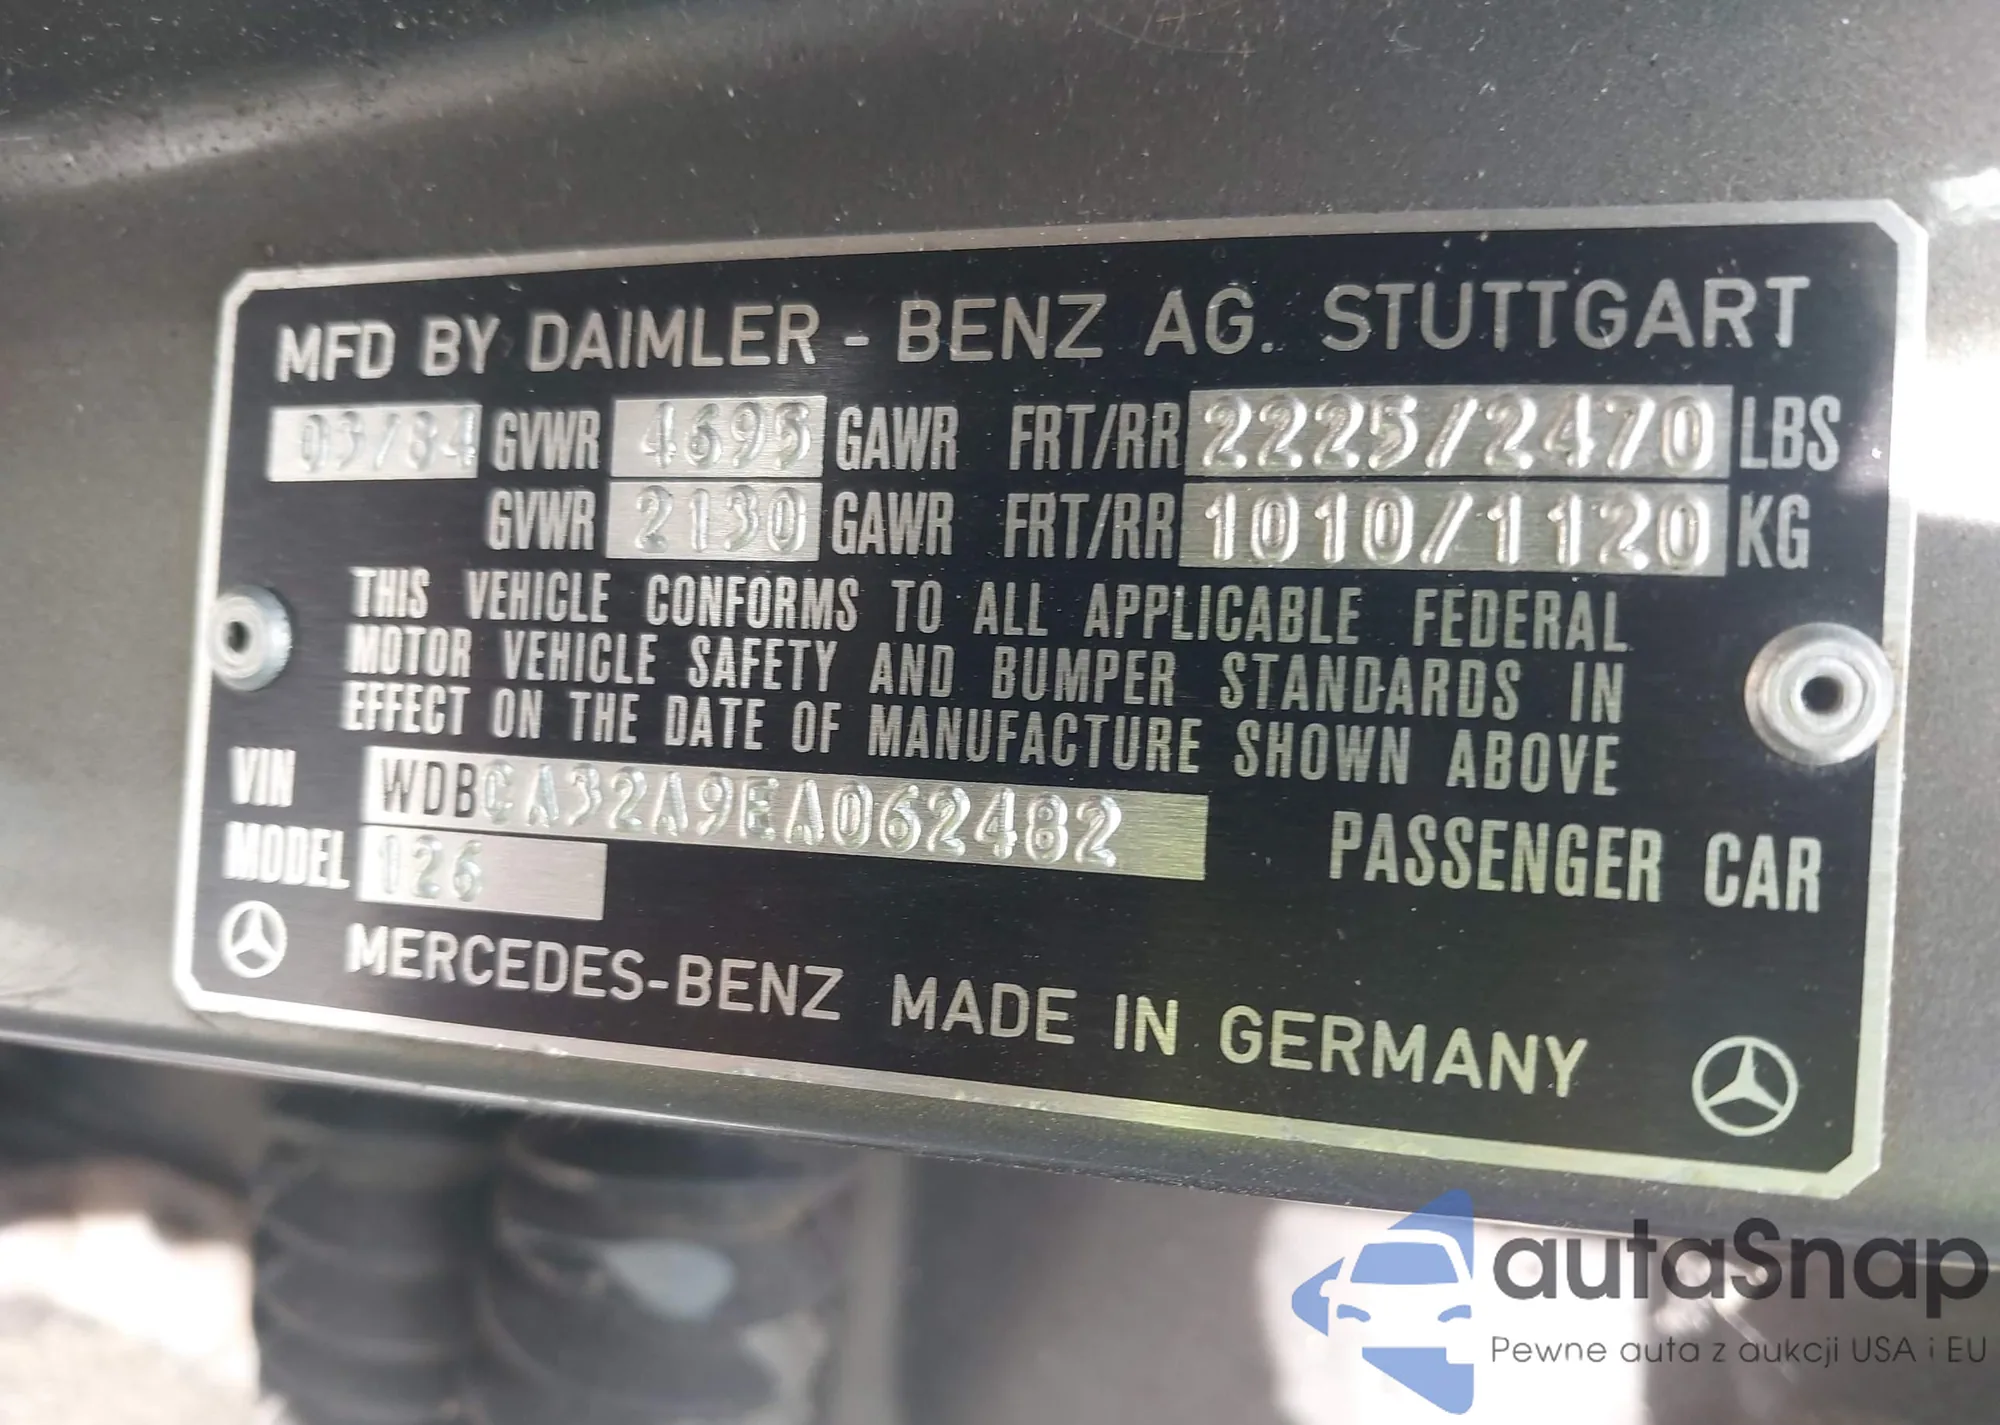 MFD BY DAIMLER - BENZ AG. STUTTGART
03/84 GVWR 4695 GAWR FRT/RR 2225/2470 LBS
GVWR 2130 GAWR FRT/RR 1010/1120 KG
THIS VEHICLE CONFORMS TO ALL APPLICABLE FEDERAL
MOTOR VEHICLE SAFETY AND BUMPER STANDARDS IN
EFFECT ON THE DATE OF MANUFACTURE SHOWN ABOVE
VIN WDBCA32A9EA062482
MODEL 126 PASSENGER CAR
MERCEDES-BENZ MADE IN GERMANY
autaSnap
Pewne auta z aukcji USA i EU